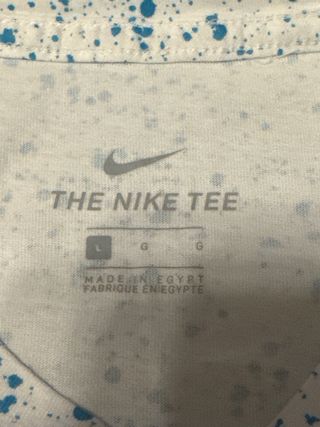 THE NIKE TEE
L G G
MADE IN EGYPT
FABRIQUE EN EGYPTE